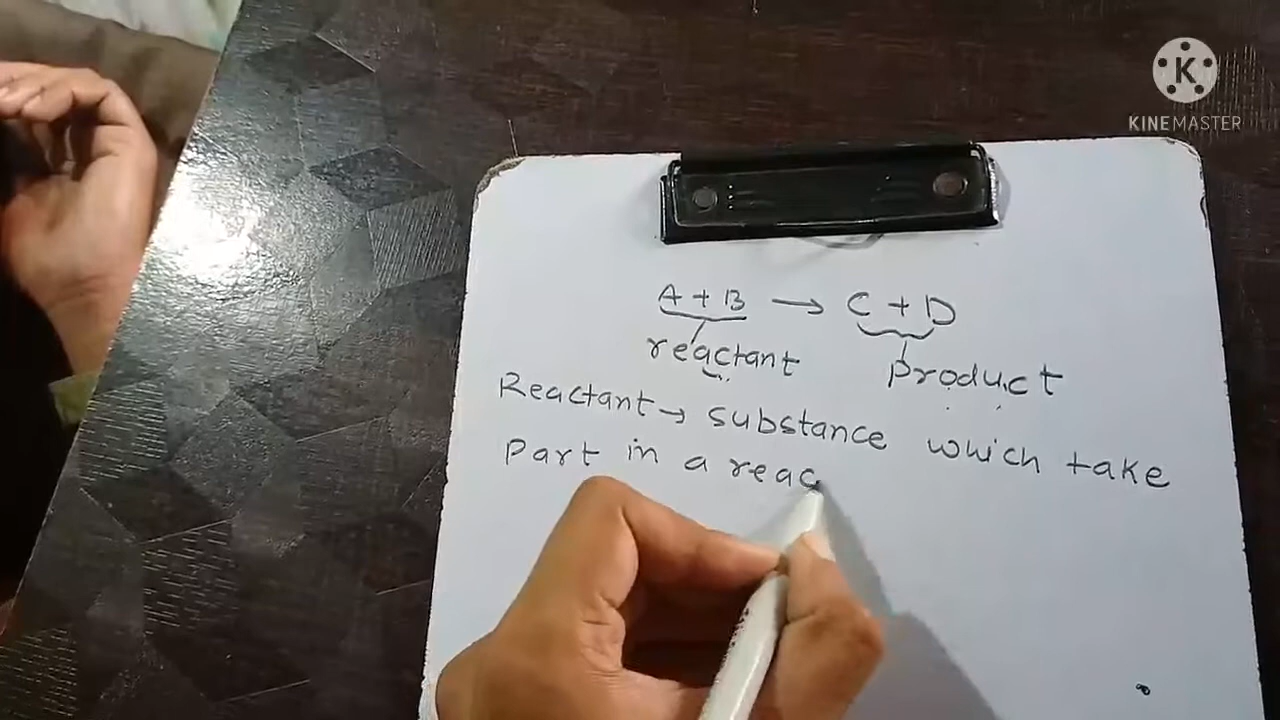 K
KINEMASTER
A + B → C + D
reactant product
Reactant → substance which take
Part in a reac